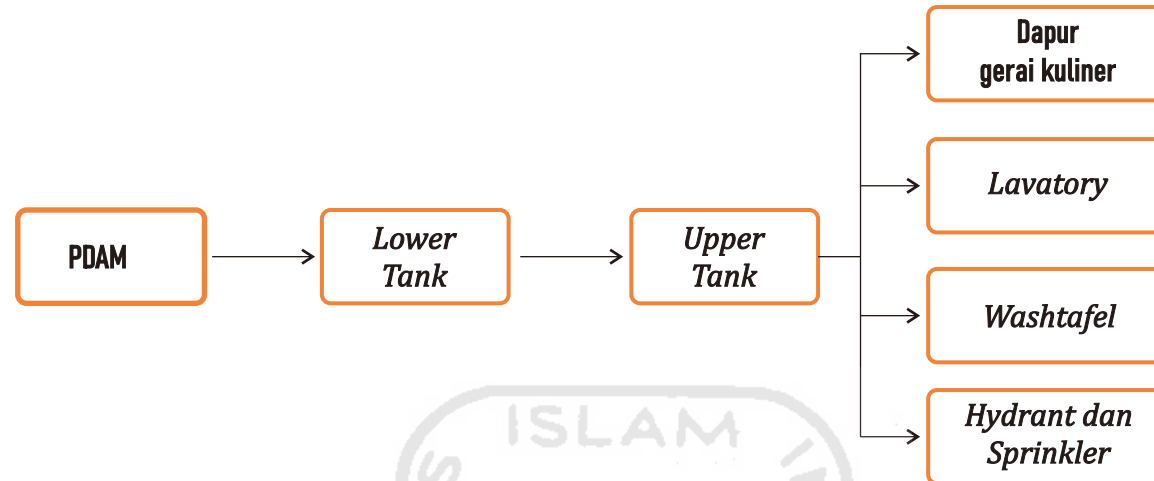 Dapur
gerai kuliner
Lavatory
PDAM
Lower
Tank
Upper
Tank
Washtafel
Hydrant dan
Sprinkler
ISLAM